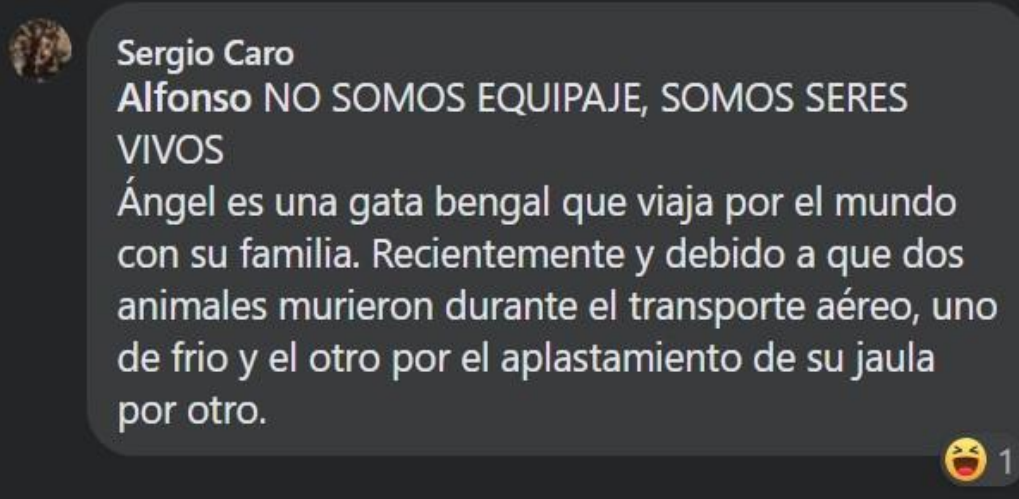 Sergio Caro
Alfonso NO SOMOS EQUIPAJE, SOMOS SERES
VIVOS
Ángel es una gata bengal que viaja por el mundo
con su familia. Recientemente y debido a que dos
animales murieron durante el transporte aéreo, uno
de frio y el otro por el aplastamiento de su jaula
por otro.
1